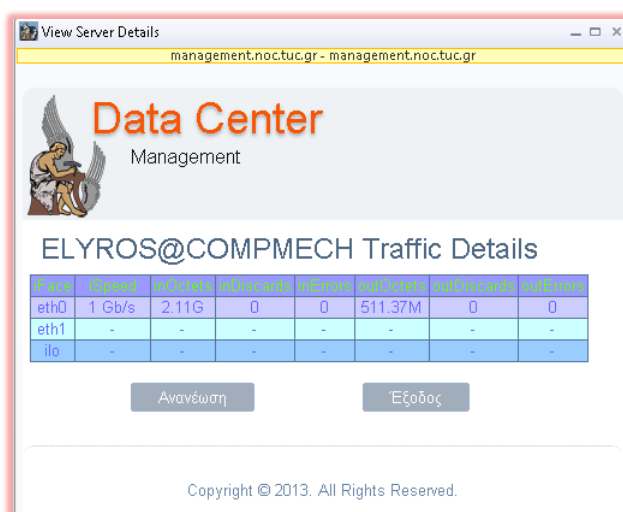 View Server Details
management.noc.tuc.gr - management.noc.tuc.gr
Data Center
Management
ELYROS@COMPMECH Traffic Details
iFace iSpeed inOctets inDiscards inErrors outOctets outDiscards outErrors
eth0 1 Gb/s 2.11G 0 0 511.37M 0 0
eth1 - - - - - - -
ilo - - - - - - -
Ανανέωση Έξοδος
Copyright © 2013. All Rights Reserved.